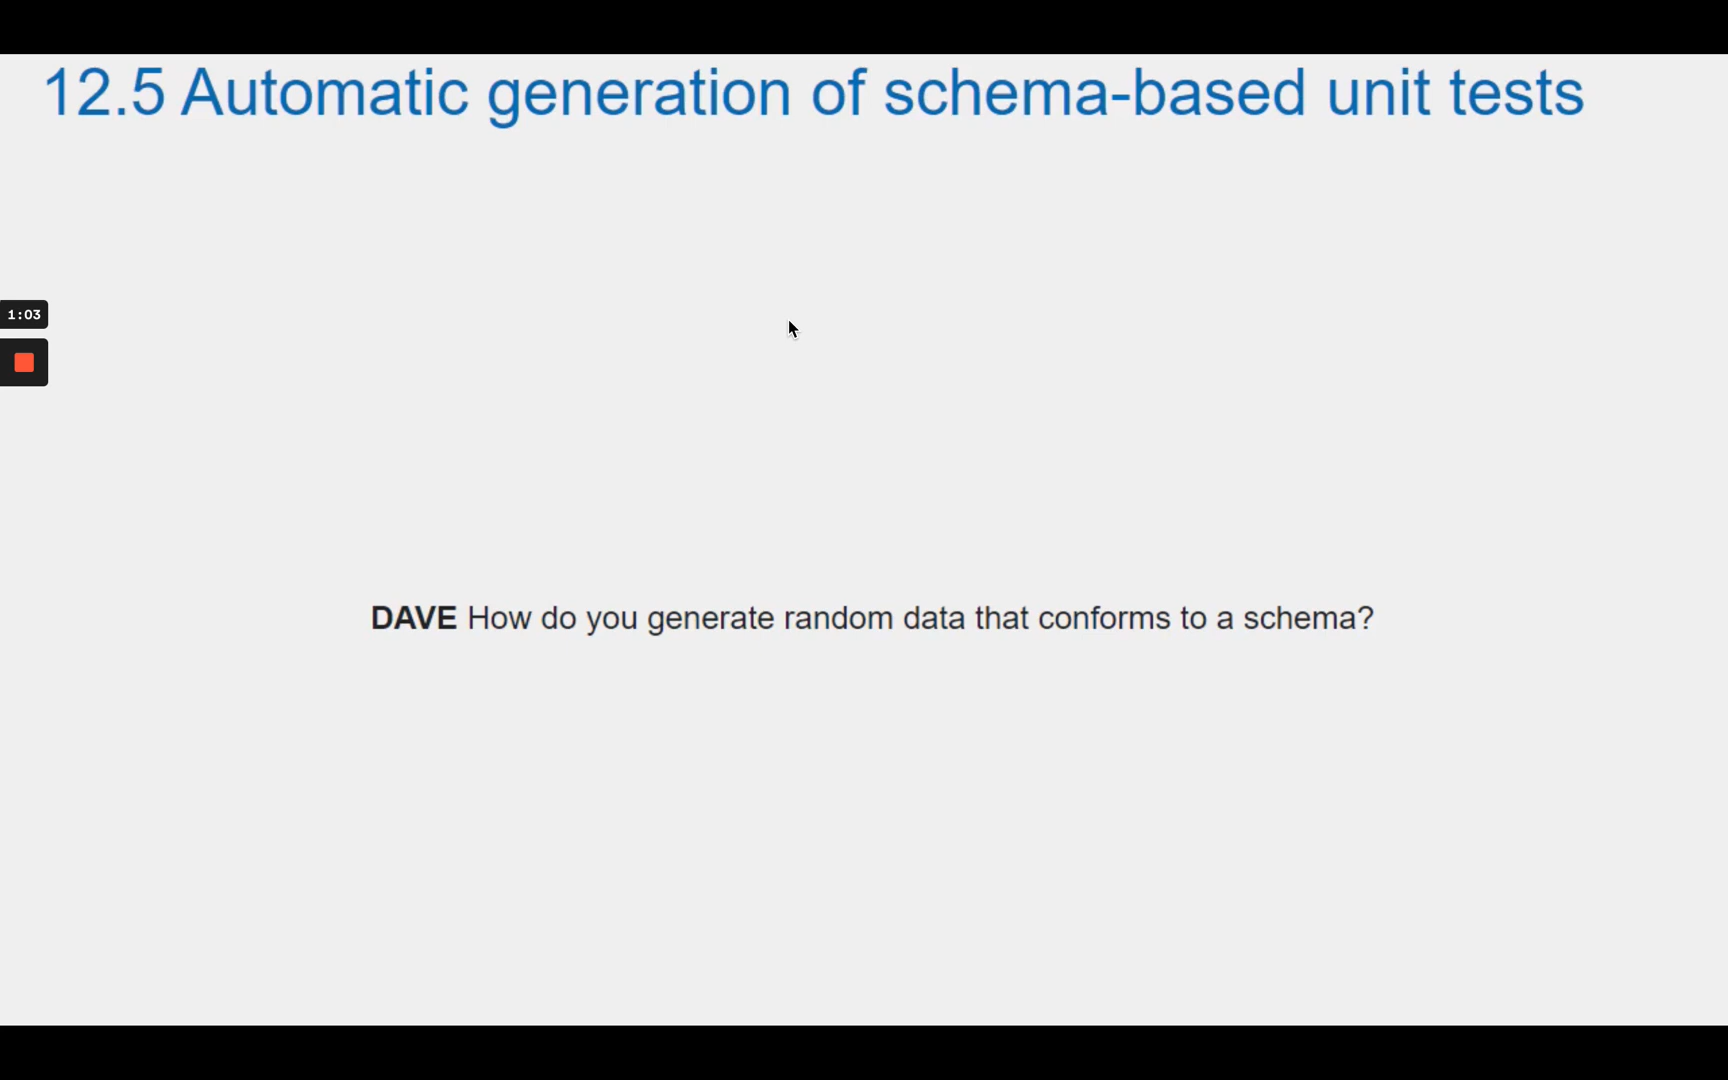 12.5 Automatic generation of schema-based unit tests
1:03
DAVE How do you generate random data that conforms to a schema?